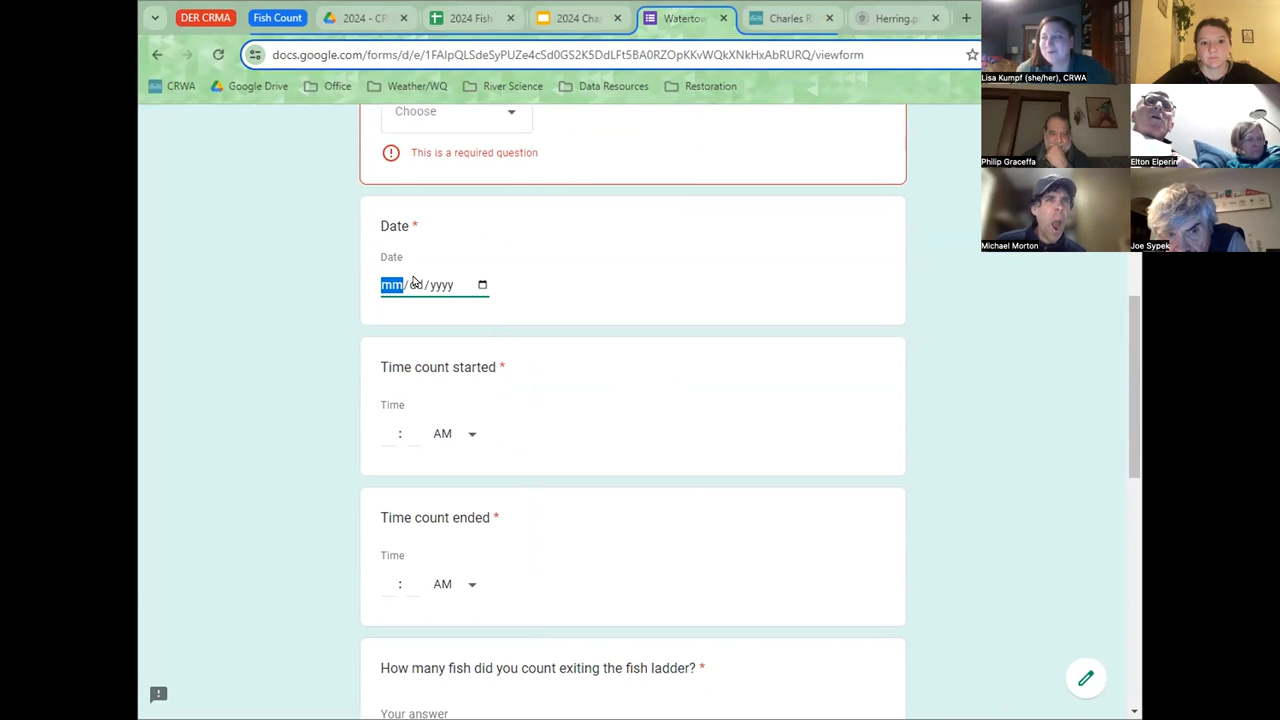 DER CRMA
Fish Count
2024 - CR
2024 Fish
2024 Cha
Watertow
Charles R
Herring.p
docs.google.com/forms/d/e/1FAIpQLSdeSyPUZe4cSd0GS2K5DdLFt5BA0RZOpKKvWQkXNkHxAbRURQ/viewform
CRWA
Google Drive
Office
Weather/WQ
River Science
Data Resources
Restoration
Choose
This is a required question
Date *
Date
mm/dd/yyyy
Time count started *
Time
: AM
Time count ended *
Time
: AM
How many fish did you count exiting the fish ladder? *
Your answer
Lisa Kumpf (she/her), CRWA
Philip Graceffa
Elton Elperin
Michael Morton
Joe Sypek